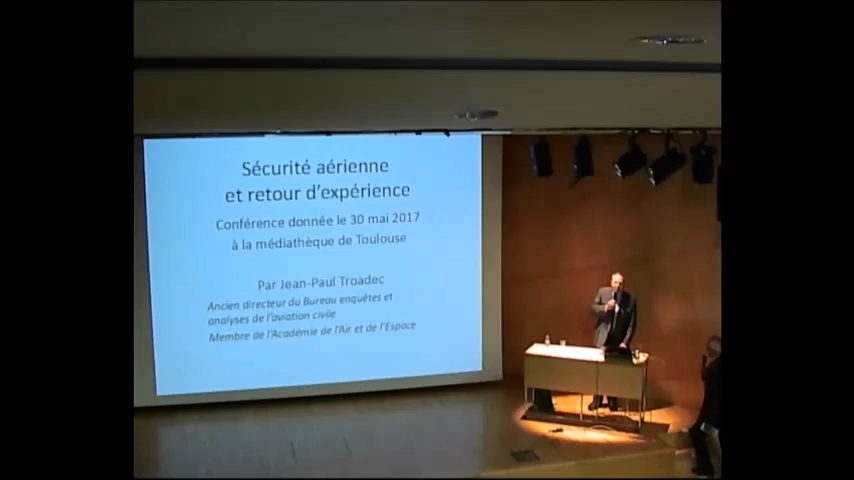 Sécurité aérienne
et retour d'expérience
Conférence donnée le 30 mai 2017
à la médiathèque de Toulouse
Par Jean-Paul Troadec
Ancien directeur du Bureau enquêtes et
analyses de l'aviation civile
Membre de l'Académie de l'Air et de l'Espace